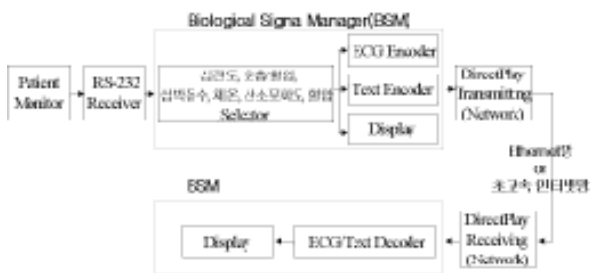 Biological Signa Manager(BSM)
Patient
Monitor
RS-232
Receiver
심전도, 호흡/혈압,
심박동수, 체온, 산소포화도, 혈압
Selector
ECG Encoder
Text Encoder
Display
DirectPlay
Transmitting
(Network)
Ethernet망
or
초고속 인터넷망
BSM
Display
ECG/Text Decoder
DirectPlay
Receiving
(Network)